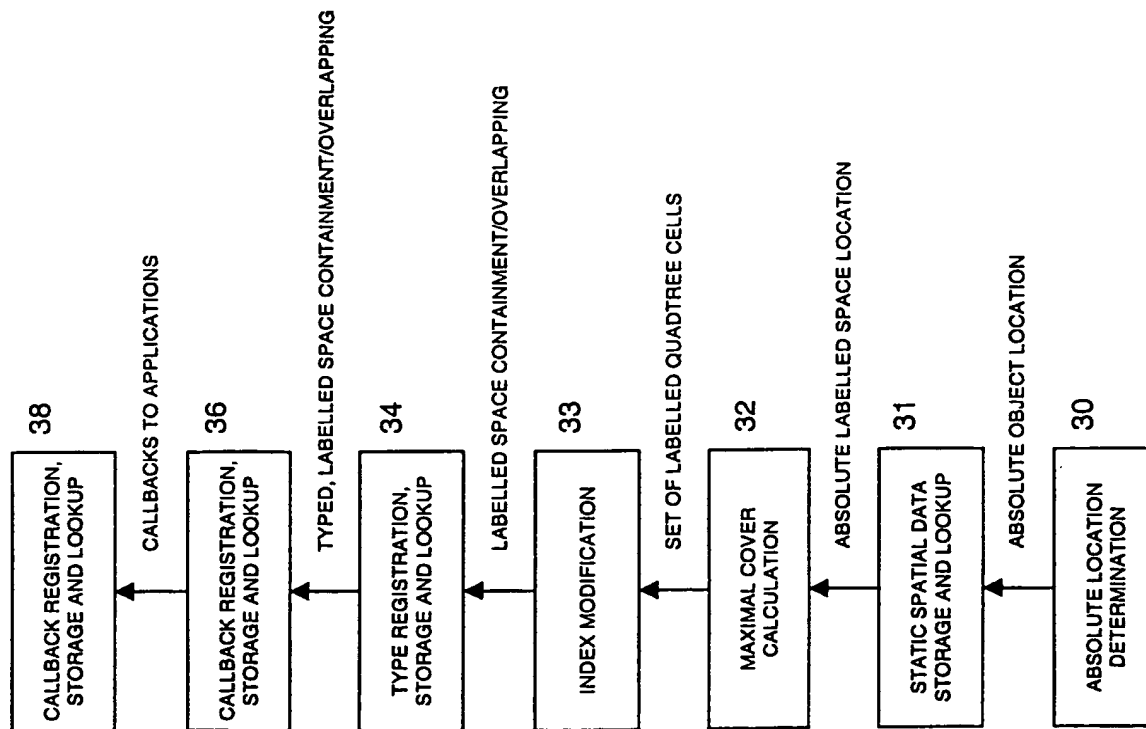 38
CALLBACK REGISTRATION,
STORAGE AND LOOKUP
CALLBACKS TO APPLICATIONS
36
CALLBACK REGISTRATION,
STORAGE AND LOOKUP
TYPED, LABELLED SPACE CONTAINMENT/OVERLAPPING
34
TYPE REGISTRATION,
STORAGE AND LOOKUP
LABELLED SPACE CONTAINMENT/OVERLAPPING
33
INDEX MODIFICATION
SET OF LABELLED QUADTREE CELLS
32
MAXIMAL COVER
CALCULATION
ABSOLUTE LABELLED SPACE LOCATION
31
STATIC SPATIAL DATA
STORAGE AND LOOKUP
ABSOLUTE OBJECT LOCATION
30
ABSOLUTE LOCATION
DETERMINATION